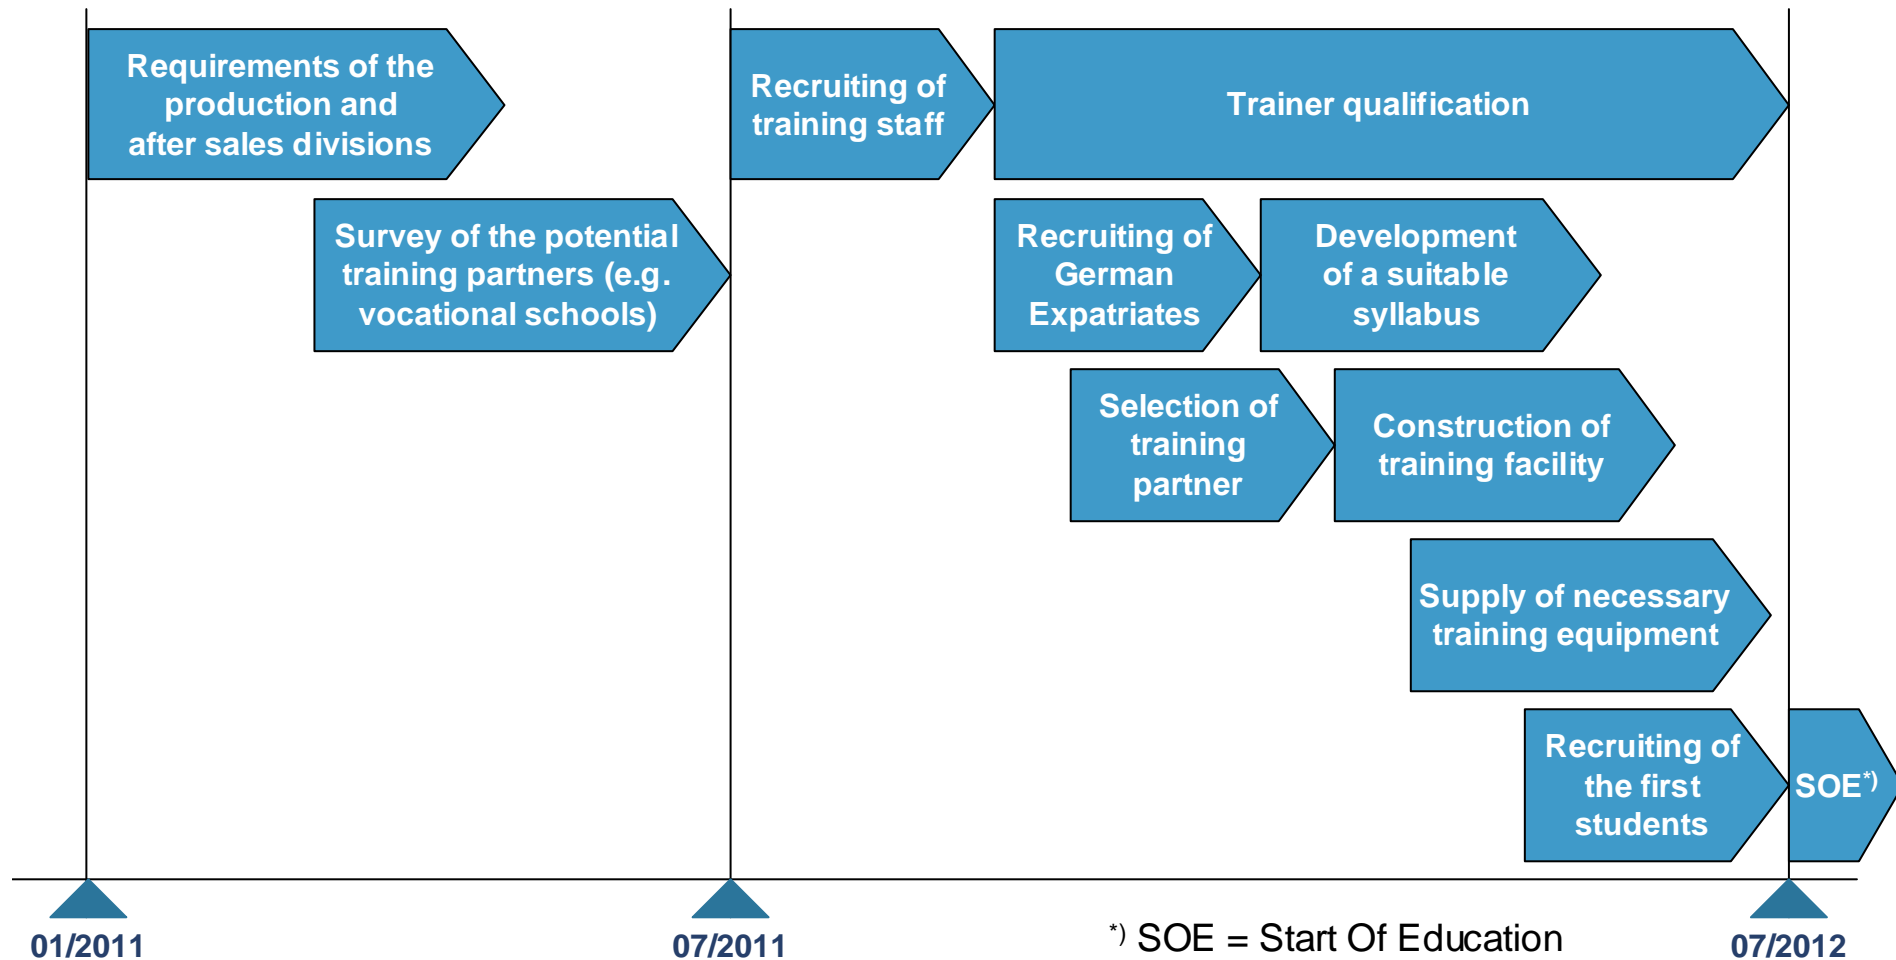 Requirements of the
production and
after sales divisions
Recruiting of
training staff
Trainer qualification
Survey of the potential
training partners (e.g.
vocational schools)
Recruiting of
German
Expatriates
Development
of a suitable
syllabus
Selection of
training
partner
Construction of
training facility
Supply of necessary
training equipment
Recruiting of
the first
students
SOE*)
01/2011
07/2011
*) SOE = Start Of Education
07/2012